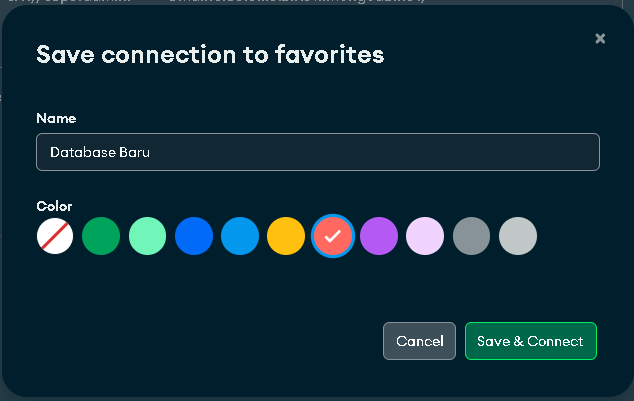 Save connection to favorites
Name
Database Baru
Color
Cancel
Save & Connect